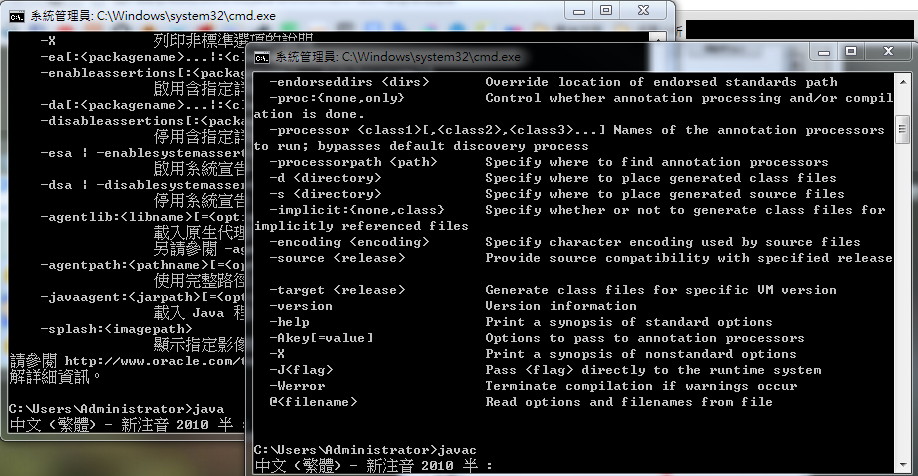 系統管理員: C:\Windows\system32\cmd.exe
-X 列印非標準選項的說明
-ea[:<packagename>...|:<c
-enableassertions[:<packa
啟用含指定詳
-da[:<packagename>...|:<c
-disableassertions[:<pack
停用含指定詳
-esa | -enablesystemassert
啟用系統宣告
-dsa | -disablesystemasser
停用系統宣告
-agentlib:<libname>[=<opti
載入原生代理
另請參閱 -ag
-agentpath:<pathname>[=<op
使用完整路徑
-javaagent:<jarpath>[=<opt
載入 Java 程
-splash:<imagepath>
顯示指定影像
請參閱 http://www.oracle.com/t
解詳細資訊。
C:\Users\Administrator>java
中文 (繁體) - 新注音 2010 半 :
系統管理員: C:\Windows\system32\cmd.exe
-endorseddirs <dirs> Override location of endorsed standards path
-proc:{none,only} Control whether annotation processing and/or compil
ation is done.
-processor <class1>[,<class2>,<class3>...] Names of the annotation processors
to run; bypasses default discovery process
-processorpath <path> Specify where to find annotation processors
-d <directory> Specify where to place generated class files
-s <directory> Specify where to place generated source files
-implicit:{none,class} Specify whether or not to generate class files for
implicitly referenced files
-encoding <encoding> Specify character encoding used by source files
-source <release> Provide source compatibility with specified release
-target <release> Generate class files for specific VM version
-version Version information
-help Print a synopsis of standard options
-Akey[=value] Options to pass to annotation processors
-X Print a synopsis of nonstandard options
-J<flag> Pass <flag> directly to the runtime system
-Werror Terminate compilation if warnings occur
@<filename> Read options and filenames from file
C:\Users\Administrator>javac
中文 (繁體) - 新注音 2010 半 :